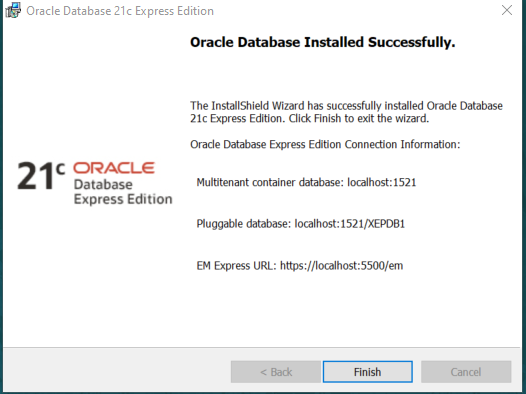 Oracle Database 21c Express Edition
Oracle Database Installed Successfully.
The InstallShield Wizard has successfully installed Oracle Database
21c Express Edition. Click Finish to exit the wizard.
Oracle Database Express Edition Connection Information:
21c ORACLE
Database
Express Edition
Multitenant container database: localhost:1521
Pluggable database: localhost:1521/XEPDB1
EM Express URL: https://localhost:5500/em
< Back
Finish
Cancel